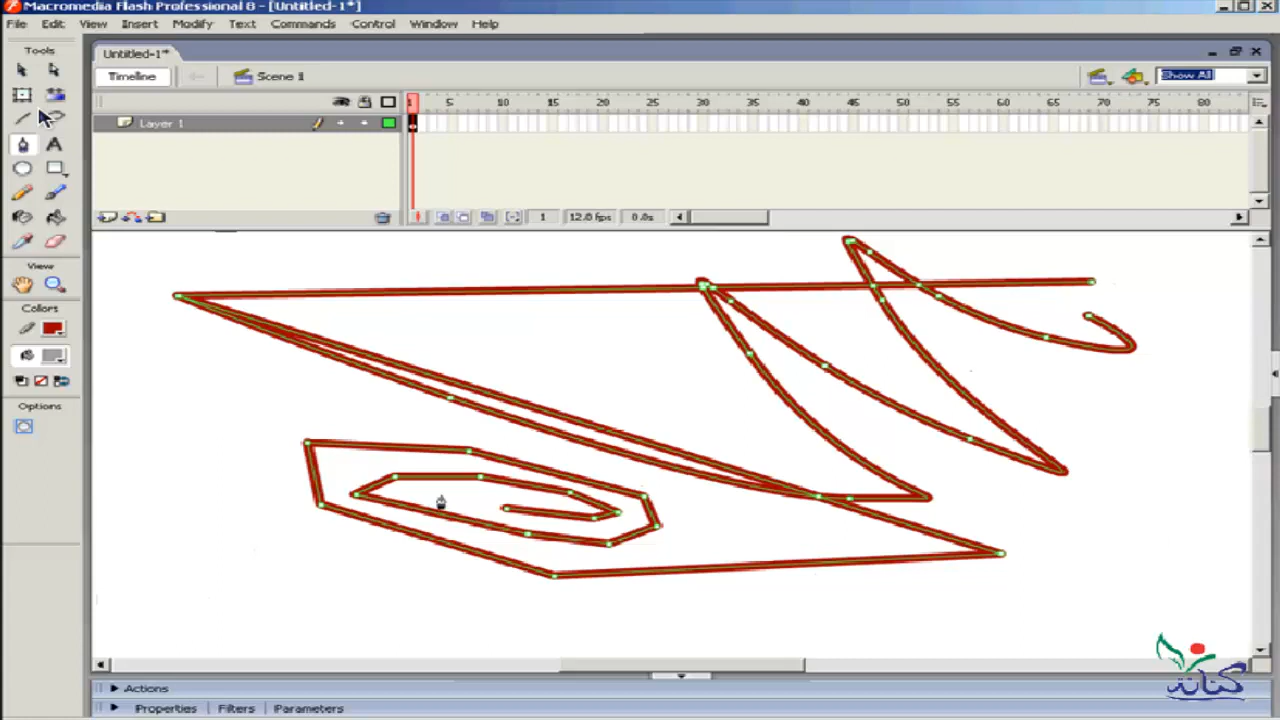 Macromedia Flash Professional 8 - [Untitled-1*]
File Edit View Insert Modify Text Commands Control Window Help
Tools
Untitled-1*
Timeline
Scene 1
Show All
1 5 10 15 20 25 30 35 40 45 50 55 60 65 70 75 80
Layer 1
A
1 12.0 fps 0.0s
View
Colors
Options
Actions
Properties Filters Parameters
كنانة